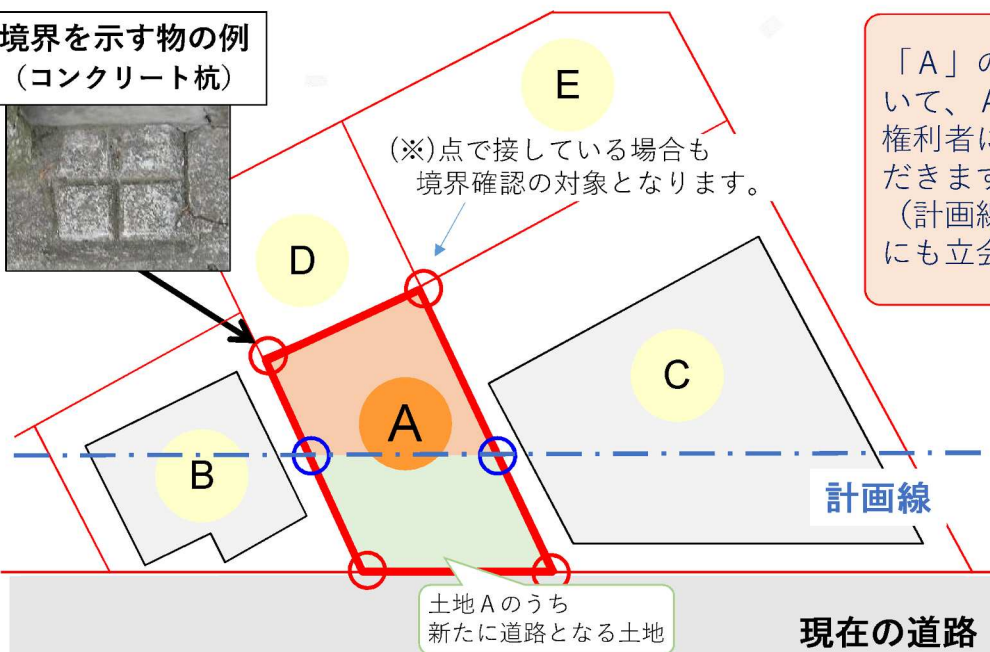 境界を示す物の例
（コンクリート杭）
E
「Ａ」の
いて、Ａ
権利者に
だきます
（計画線
にも立会
(※)点で接している場合も
境界確認の対象となります。
D
C
A
B
計画線
土地Ａのうち
新たに道路となる土地
現在の道路